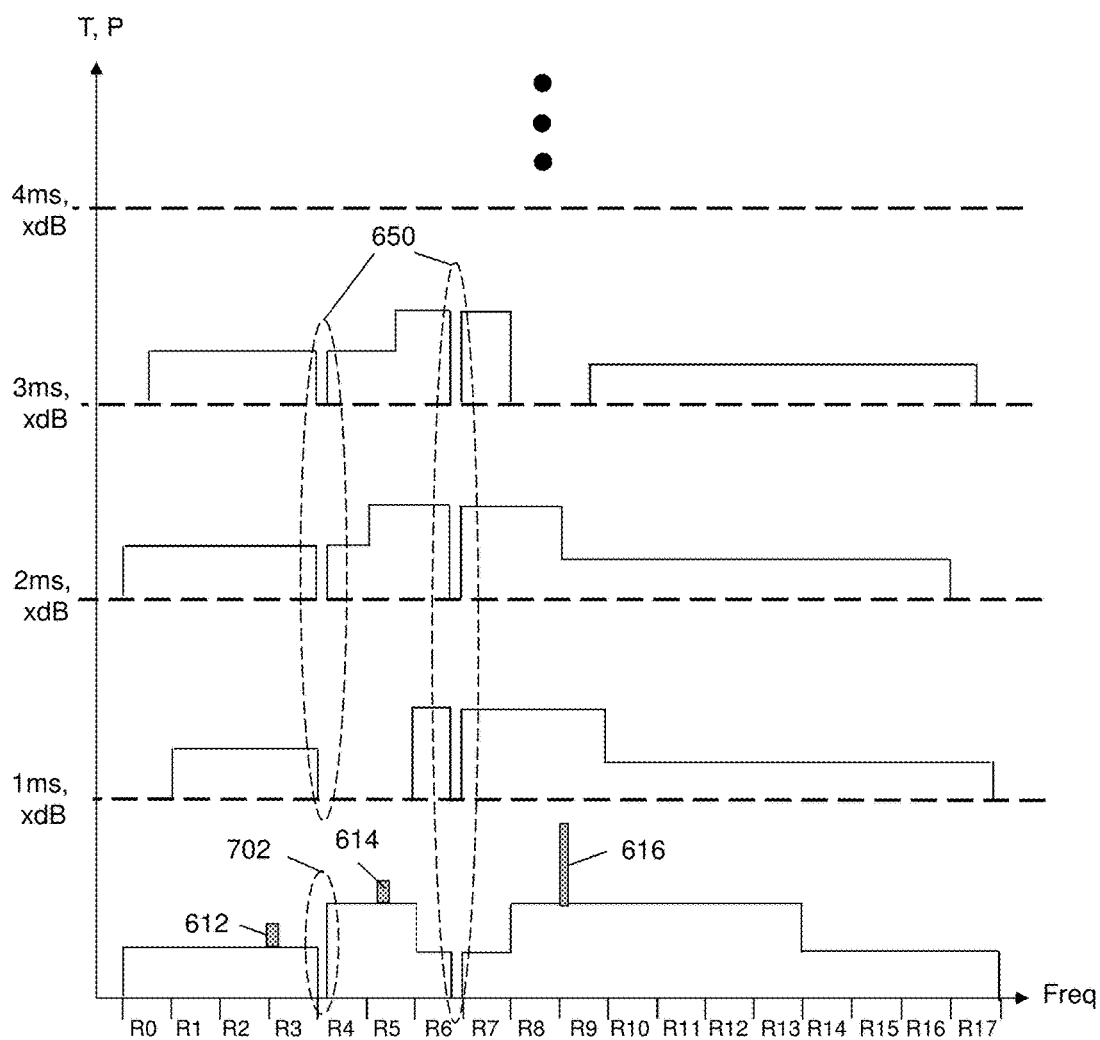 T, P
4ms,
xdB
650
3ms,
xdB
2ms,
xdB
1ms,
xdB
702
614
616
612
Freq
R0 R1 R2 R3 R4 R5 R6 R7 R8 R9 R10 R11 R12 R13 R14 R15 R16 R17